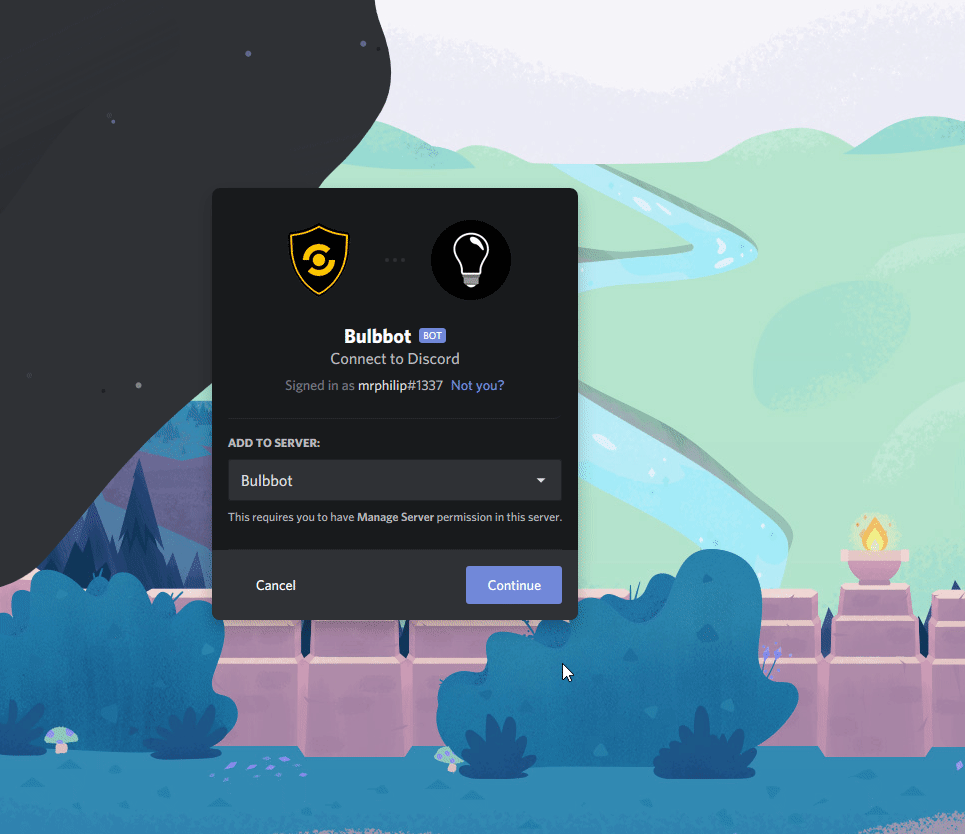 Bulbbot BOT
Connect to Discord
Signed in as mrphilip#1337 Not you?
ADD TO SERVER:
Bulbbot
This requires you to have Manage Server permission in this server.
Cancel Continue